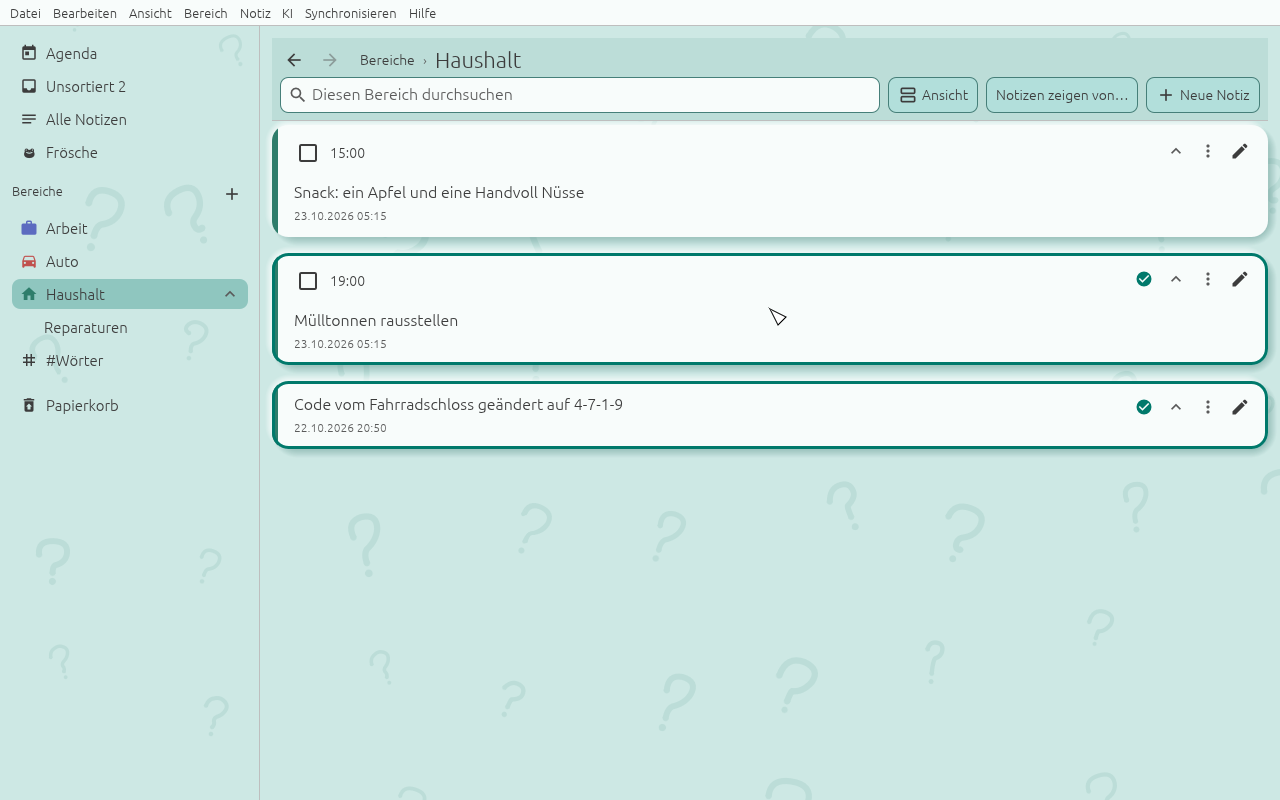 Datei Bearbeiten Ansicht Bereich Notiz KI Synchronisieren Hilfe
Agenda
Unsortiert 2
Alle Notizen
Frösche
Bereiche
Arbeit
Auto
Haushalt
Reparaturen
#Wörter
Papierkorb
Bereiche › Haushalt
Diesen Bereich durchsuchen
Ansicht
Notizen zeigen von…
Neue Notiz
15:00
Snack: ein Apfel und eine Handvoll Nüsse
23.10.2026 05:15
19:00
Mülltonnen rausstellen
23.10.2026 05:15
Code vom Fahrradschloss geändert auf 4-7-1-9
22.10.2026 20:50